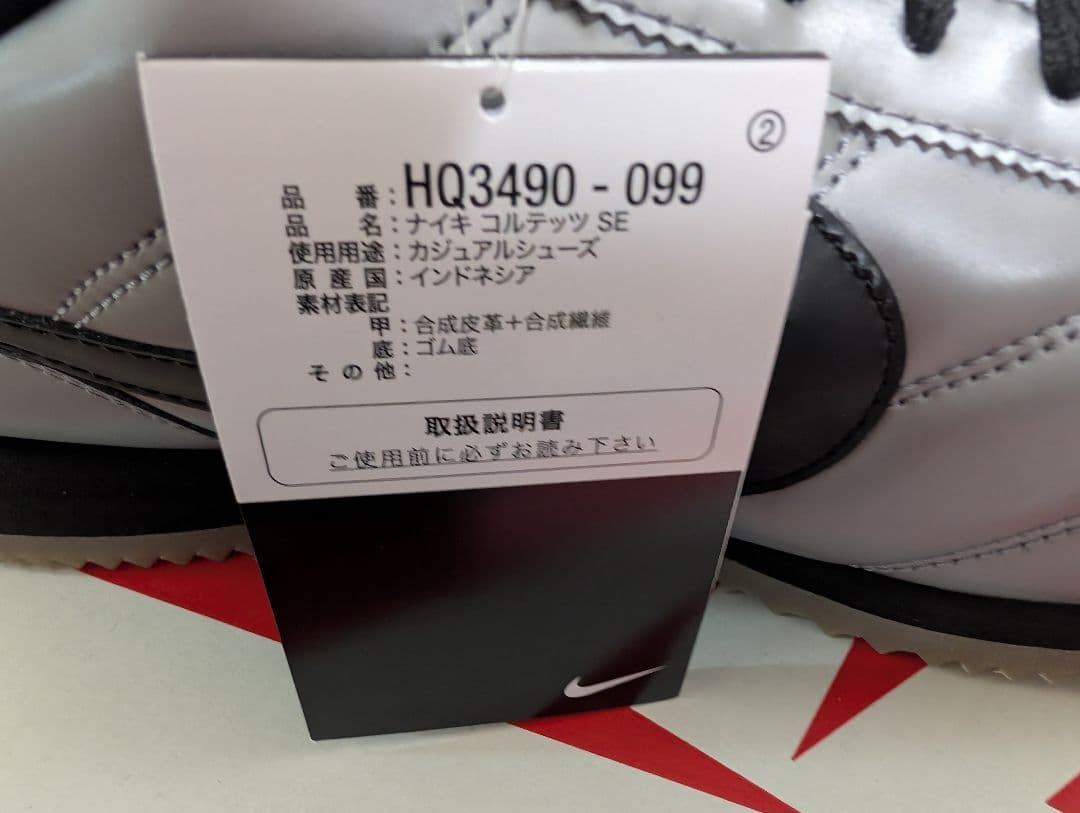 ②
品 番：HQ3490 - 099
品 名：ナイキ コルテッツ SE
使用用途：カジュアルシューズ
原 産 国：インドネシア
素材表記
甲：合成皮革＋合成繊維
底：ゴム底
そ の 他：
取扱説明書
ご使用前に必ずお読み下さい